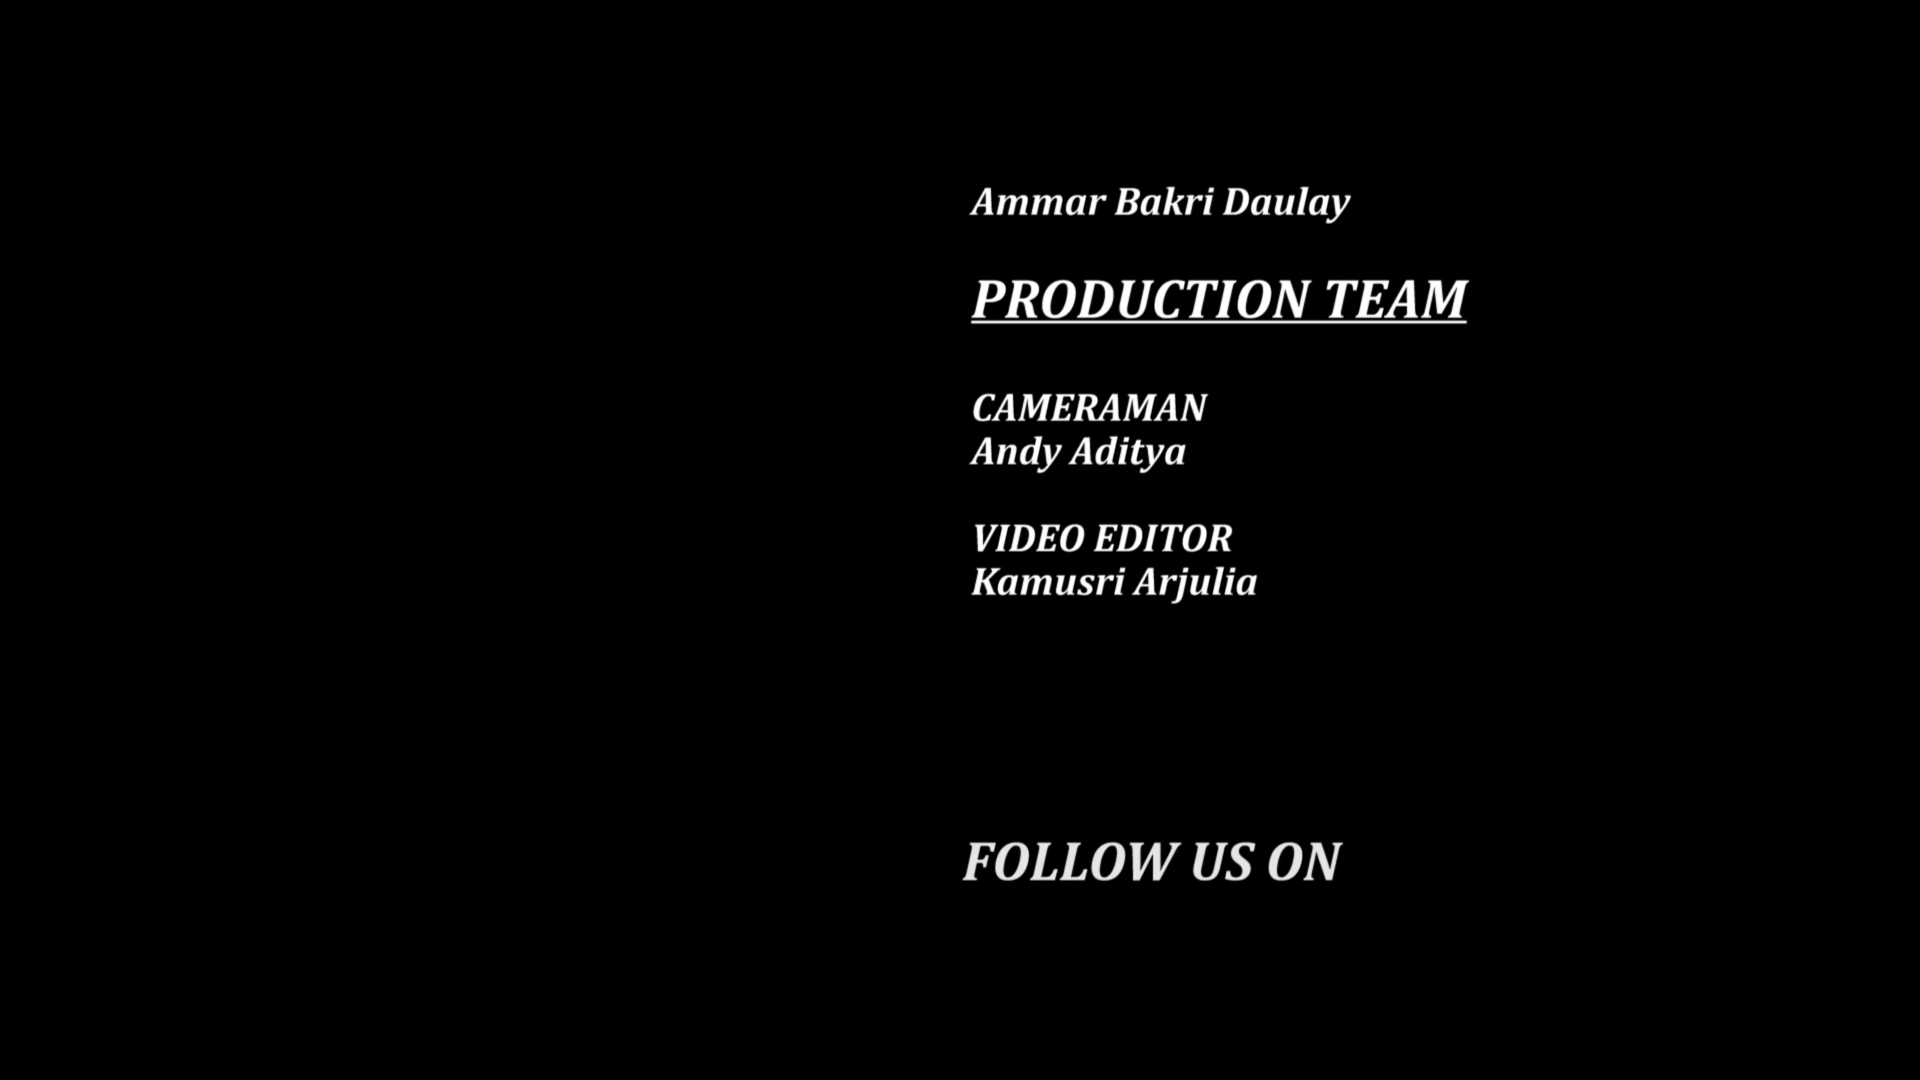 Ammar Bakri Daulay
PRODUCTION TEAM
CAMERAMAN
Andy Aditya
VIDEO EDITOR
Kamusri Arjulia
FOLLOW US ON